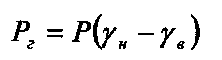 Pг = P(γн − γв)